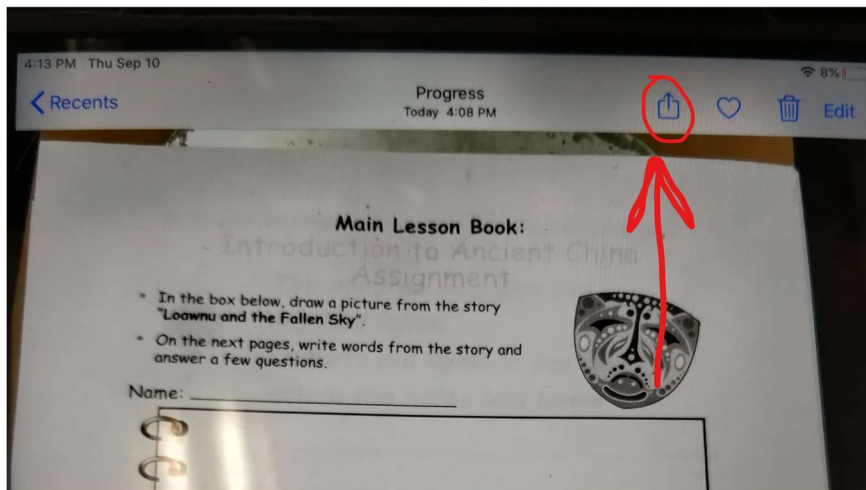 4:13 PM Thu Sep 10
8%
Recents
Progress
Edit
Today 4:08 PM
Main Lesson Book:
Introduction to Ancient China
Assignment
• In the box below, draw a picture from the story
"Loawnu and the Fallen Sky".
• On the next pages, write words from the story and
answer a few questions.
Name: